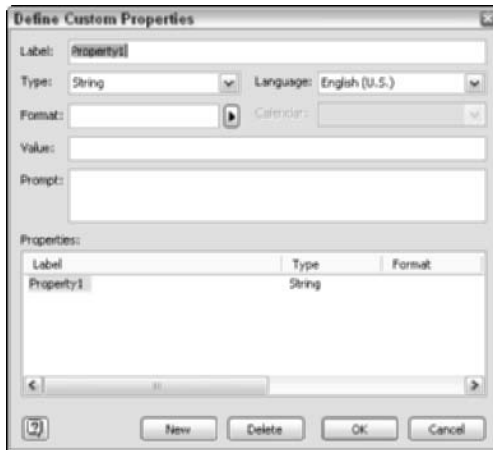 Define Custom Properties
Label: Property1
Type: String Language: English (U.S.)
Format: Calendar:
Value:
Prompt:
Properties:
Label Type Format
Property1 String
New Delete OK Cancel